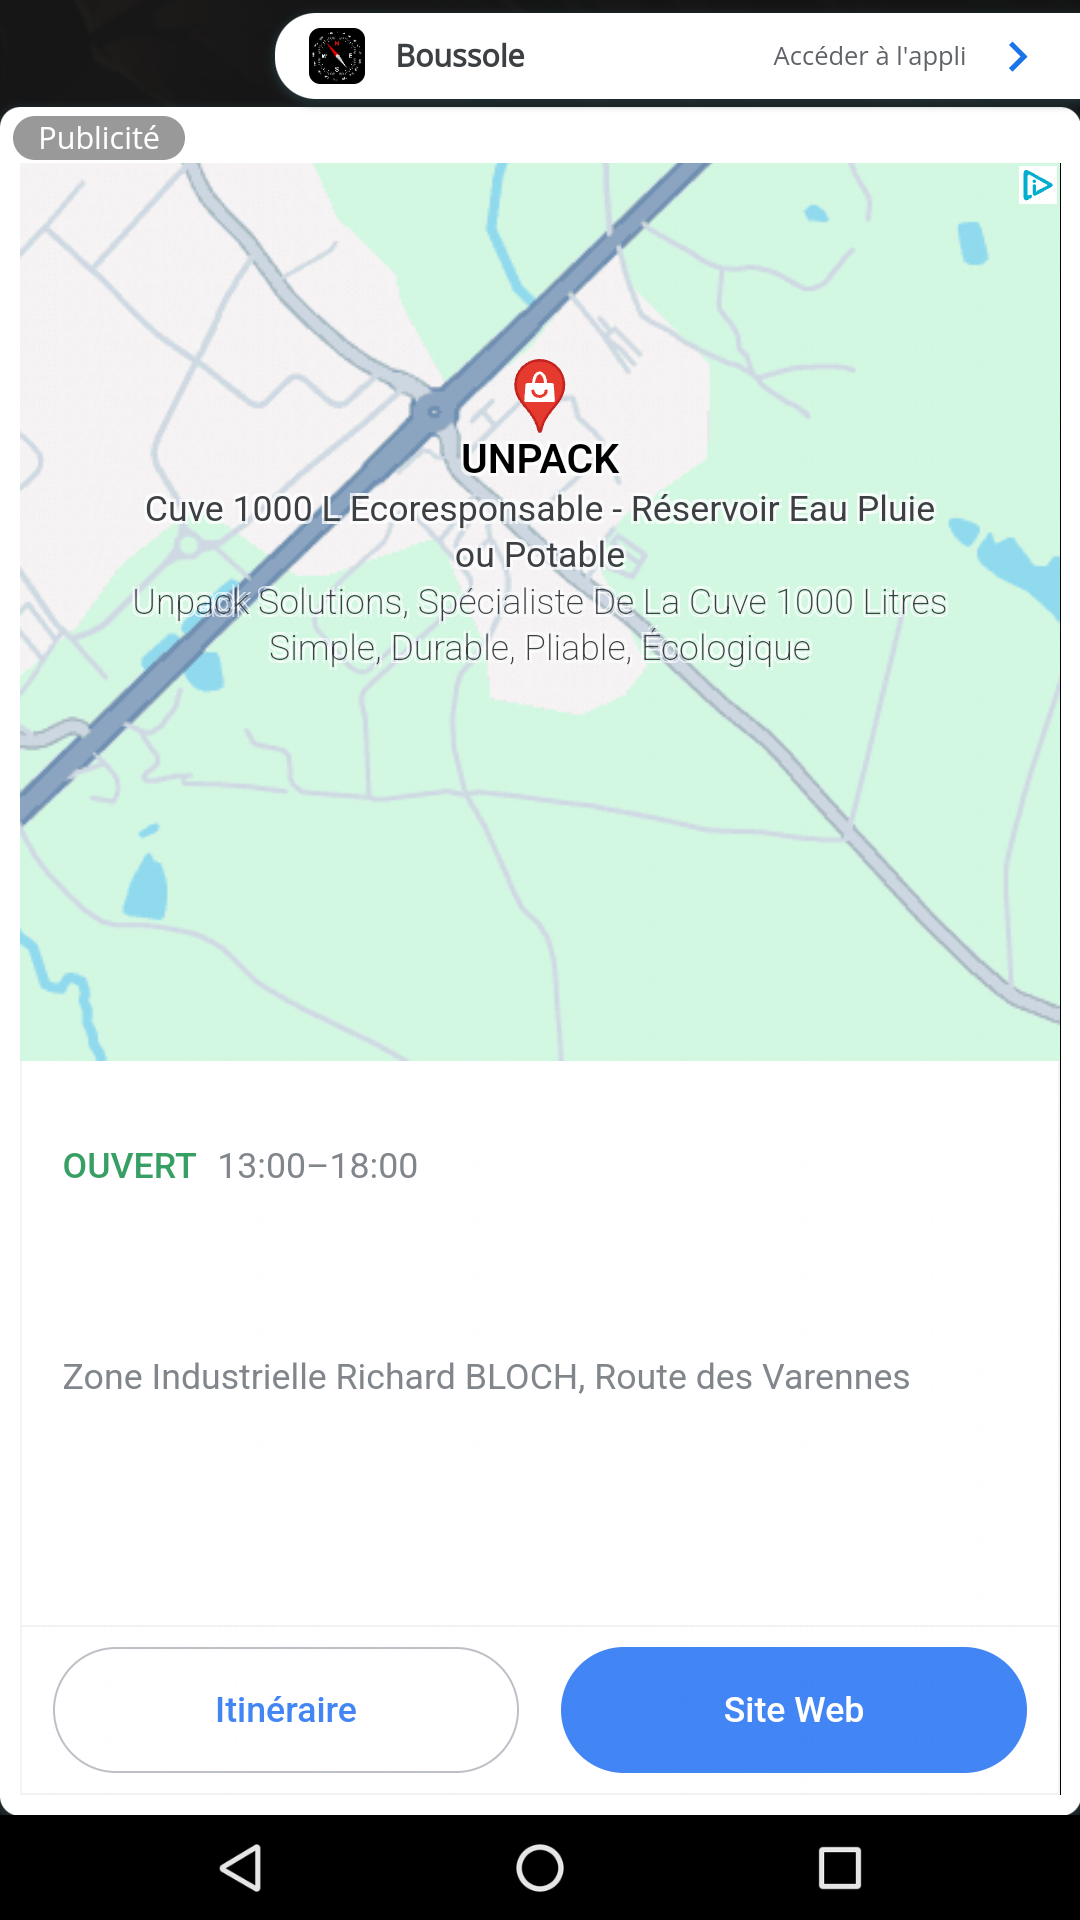 Boussole
Accéder à l'appli
Publicité
UNPACK
Cuve 1000 L Ecoresponsable - Réservoir Eau Pluie
ou Potable
Unpack Solutions, Spécialiste De La Cuve 1000 Litres
Simple, Durable, Pliable, Écologique
OUVERT 13:00–18:00
Zone Industrielle Richard BLOCH, Route des Varennes
Itinéraire
Site Web